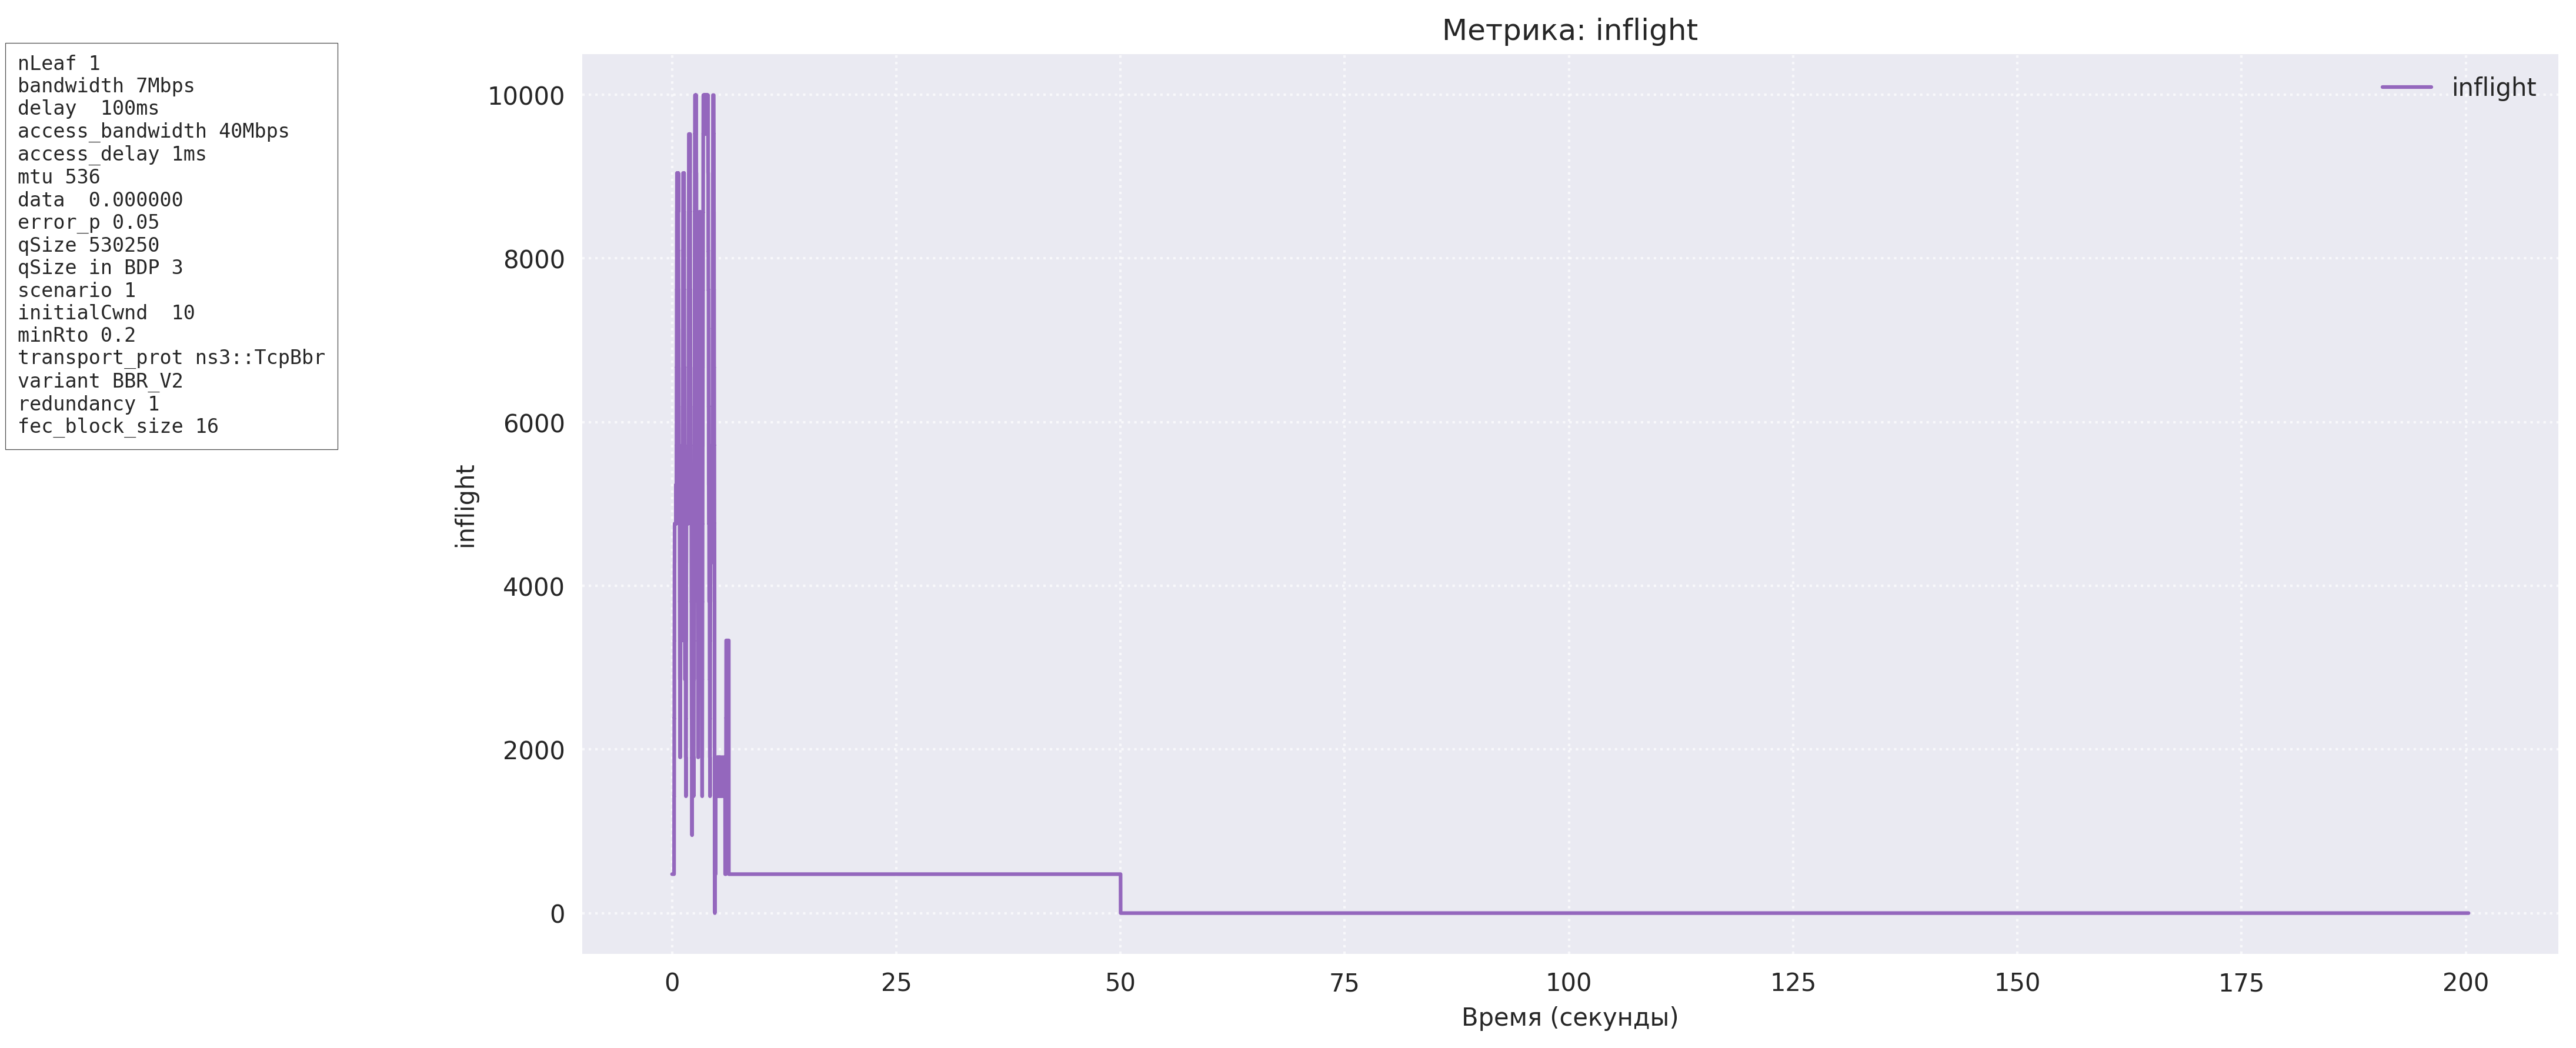 Метрика: inflight
nLeaf 1
bandwidth 7Mbps
delay  100ms
access_bandwidth 40Mbps
access_delay 1ms
mtu 536
data  0.000000
error_p 0.05
qSize 530250
qSize in BDP 3
scenario 1
initialCwnd  10
minRto 0.2
transport_prot ns3::TcpBbr
variant BBR_V2
redundancy 1
fec_block_size 16
inflight
10000
8000
6000
4000
2000
0
inflight
0 25 50 75 100 125 150 175 200
Время (секунды)